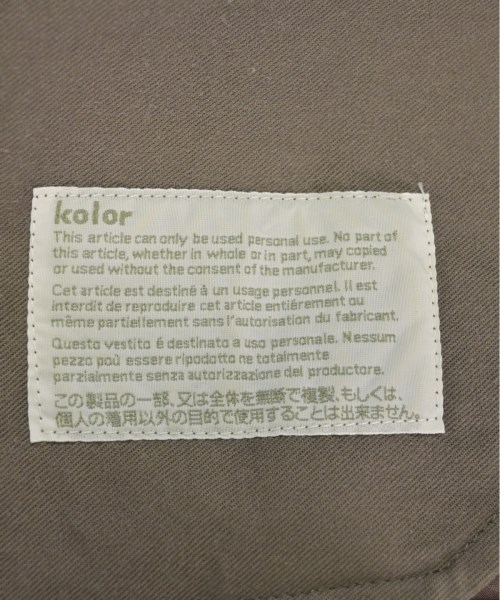 kolor
This article can only be used personal use. No part of
this article, whether in whole or in part, may copied
or used without the consent of the manufacturer.
Cet article est destiné à un usage personnel. Il est
interdit de reproduire cet article entiérement ou
même partiellement sans l'autorisation du fabricant.
Questo vestito é destinato a uso personale. Nessum
pezzo poù essere ripodotto ne totalmente
parzialmente senza autorizzazione del productore.
この製品の一部、又は全体を無断で複製、もしくは、
個人の着用以外の目的で使用することは出来ません。